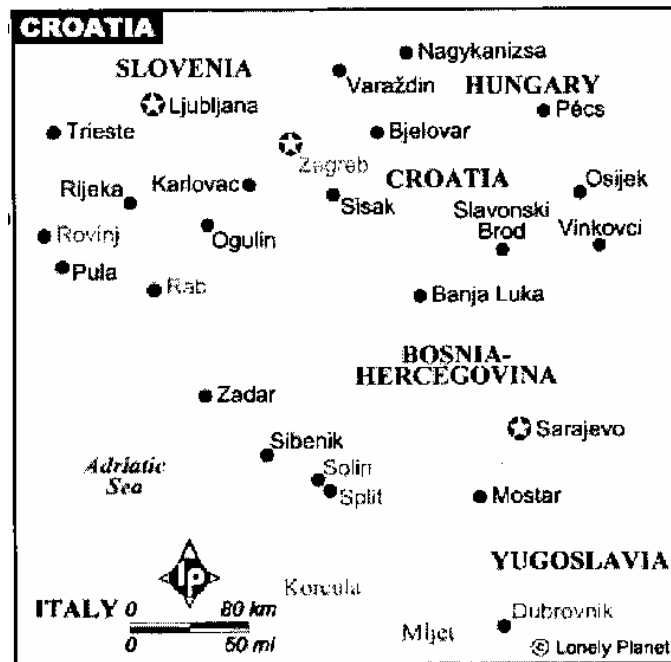 CROATIA
Nagykanizsa
SLOVENIA
Varaždin
HUNGARY
Ljubljana
Pécs
Trieste
Bjelovar
Zagreb
Karlovac
CROATIA
Osijek
Rijeka
Sisak
Slavonski
Brod
Vinkovci
Rovinj
Ogulin
Pula
Rab
Banja Luka
BOSNIA-
HERCEGOVINA
Zadar
Sarajevo
Sibenik
Adriatic
Sea
Solin
Split
Mostar
lp
YUGOSLAVIA
Korcula
ITALY
0 80 km
0 50 mi
Dubrovnik
Mljet
© Lonely Planet